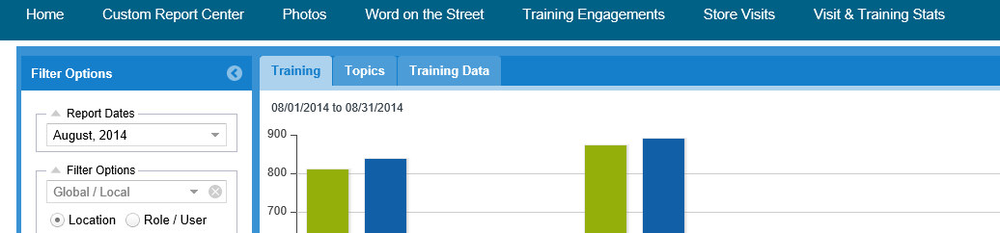 Home Custom Report Center Photos Word on the Street Training Engagements Store Visits Visit & Training Stats
Filter Options
Training Topics Training Data
Report Dates
August, 2014
Filter Options
Global / Local
Location Role / User
08/01/2014 to 08/31/2014
900
800
700